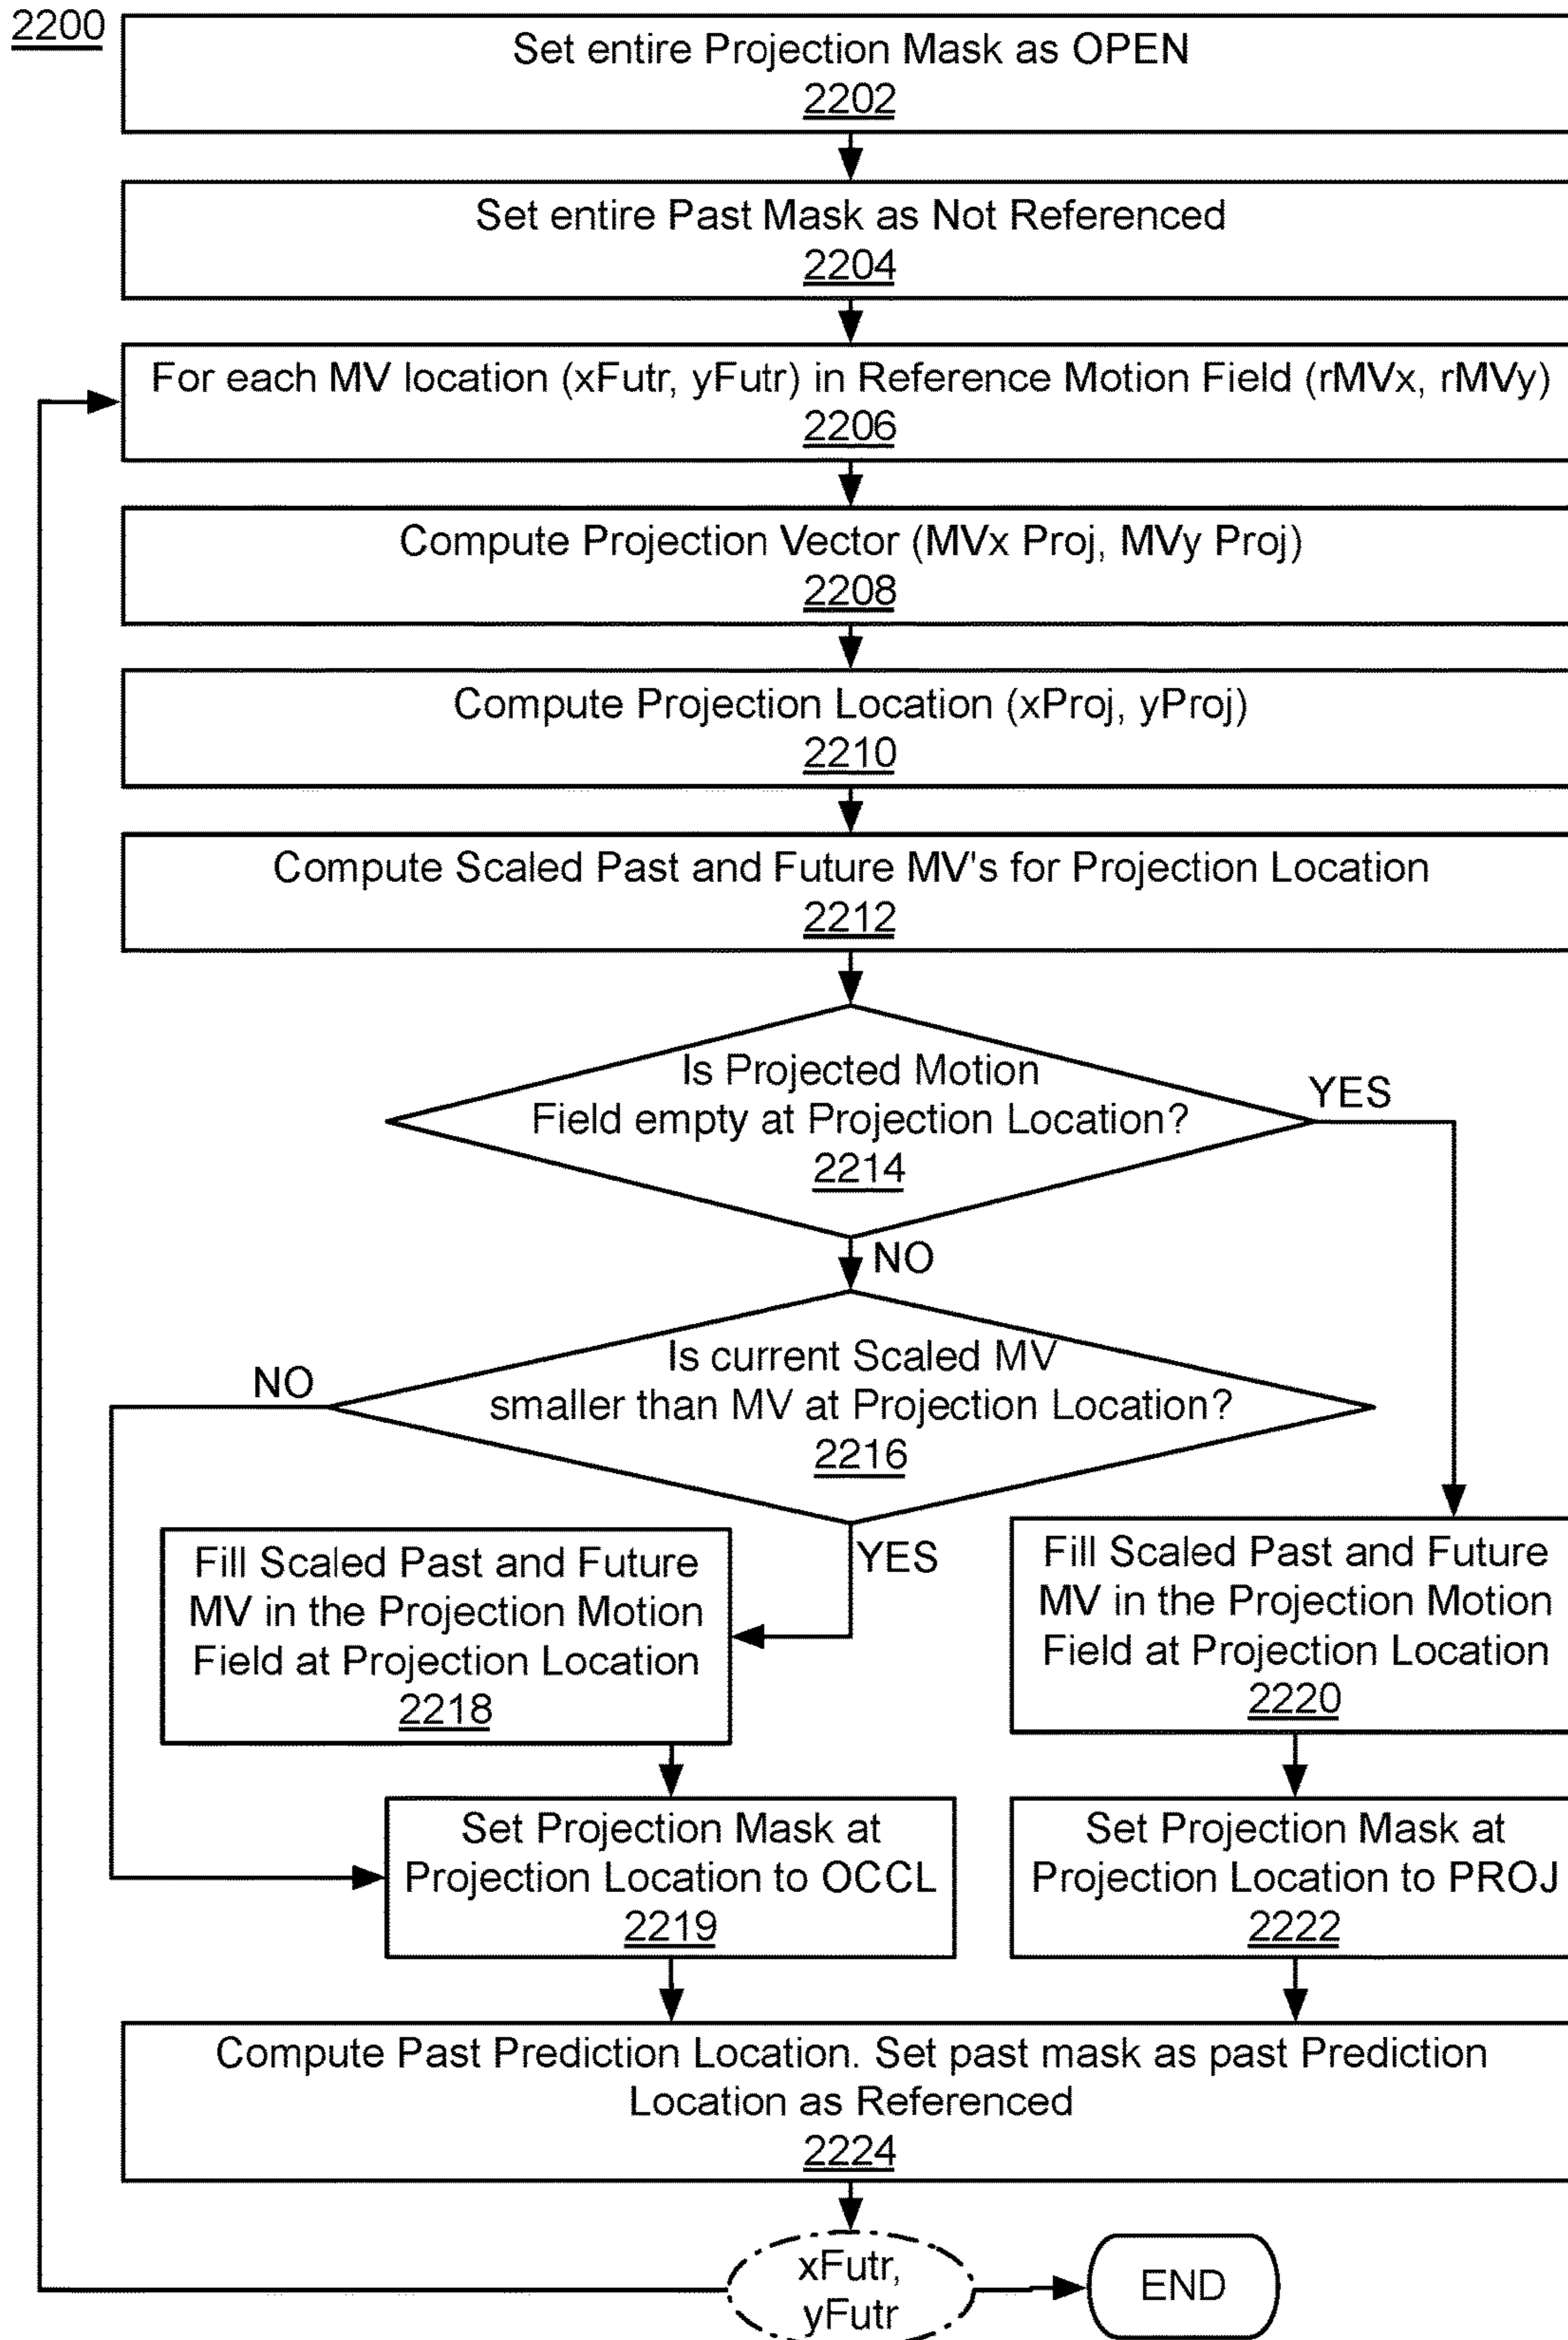 2200
Set entire Projection Mask as OPEN
2202
Set entire Past Mask as Not Referenced
2204
For each MV location (xFutr, yFutr) in Reference Motion Field (rMVx, rMVy)
2206
Compute Projection Vector (MVx Proj, MVy Proj)
2208
Compute Projection Location (xProj, yProj)
2210
Compute Scaled Past and Future MV's for Projection Location
2212
Is Projected Motion
Field empty at Projection Location?
2214
YES
NO
Is current Scaled MV
smaller than MV at Projection Location?
2216
NO
YES
Fill Scaled Past and Future
MV in the Projection Motion
Field at Projection Location
2218
Fill Scaled Past and Future
MV in the Projection Motion
Field at Projection Location
2220
Set Projection Mask at
Projection Location to OCCL
2219
Set Projection Mask at
Projection Location to PROJ
2222
Compute Past Prediction Location. Set past mask as past Prediction
Location as Referenced
2224
xFutr,
yFutr
END